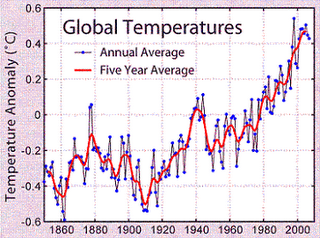 Global Temperatures
Annual Average
Five Year Average
Temperature Anomaly (°C)
0.6
0.4
0.2
0
-0.2
-0.4
-0.6
1860 1880 1900 1920 1940 1960 1980 2000